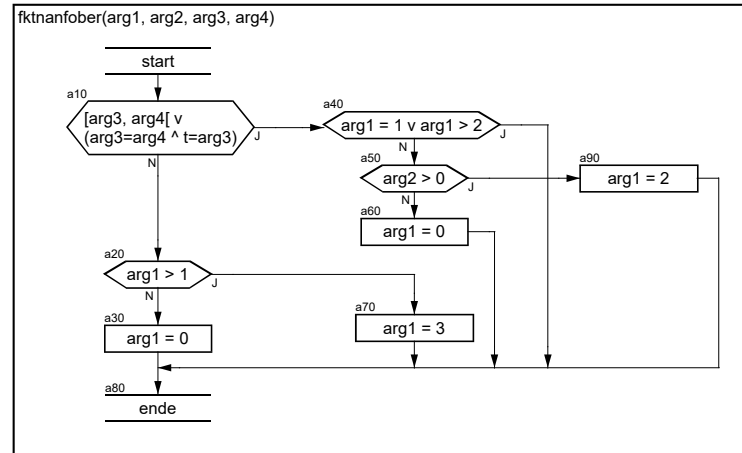 fktnanfober(arg1, arg2, arg3, arg4)
start
a10
[arg3, arg4[ v
(arg3=arg4 ^ t=arg3)
J
N
a40
arg1 = 1 v arg1 > 2
J
N
a50
arg2 > 0
J
N
a90
arg1 = 2
a60
arg1 = 0
a20
arg1 > 1
J
N
a30
arg1 = 0
a70
arg1 = 3
a80
ende